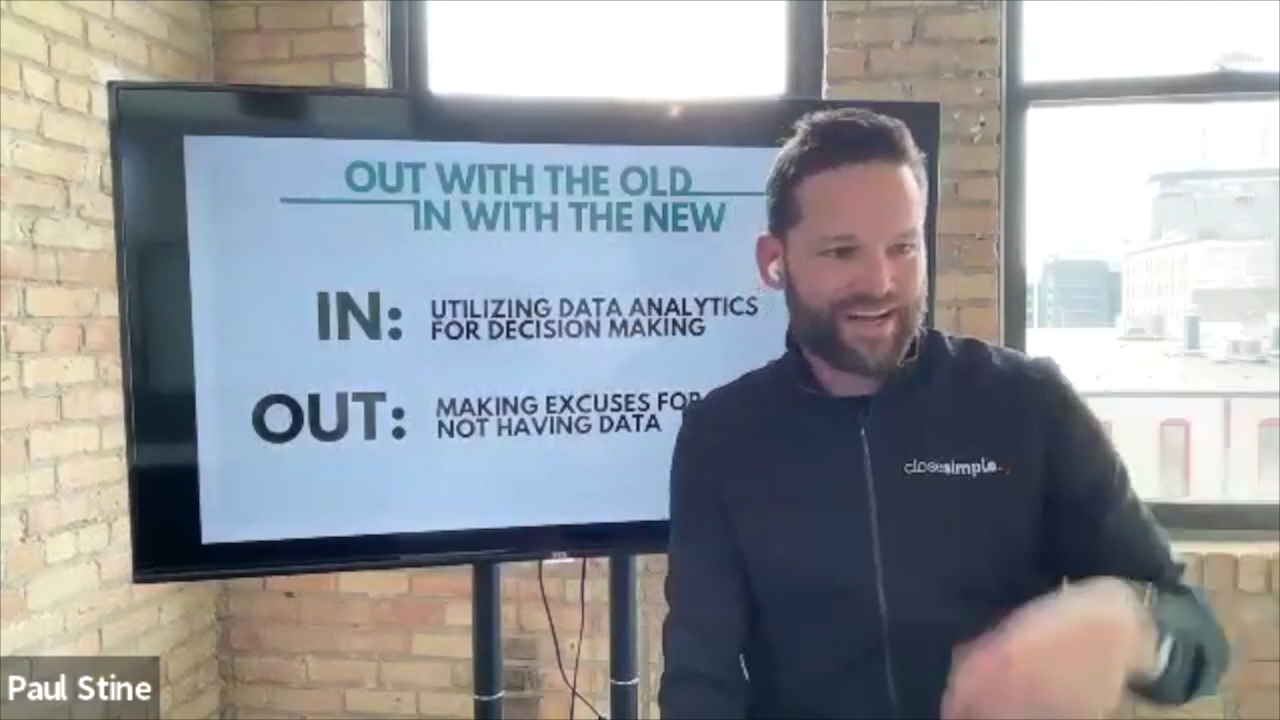 OUT WITH THE OLD
IN WITH THE NEW
IN: UTILIZING DATA ANALYTICS
FOR DECISION MAKING
OUT: MAKING EXCUSES FOR
NOT HAVING DATA
closesimple.
Paul Stine